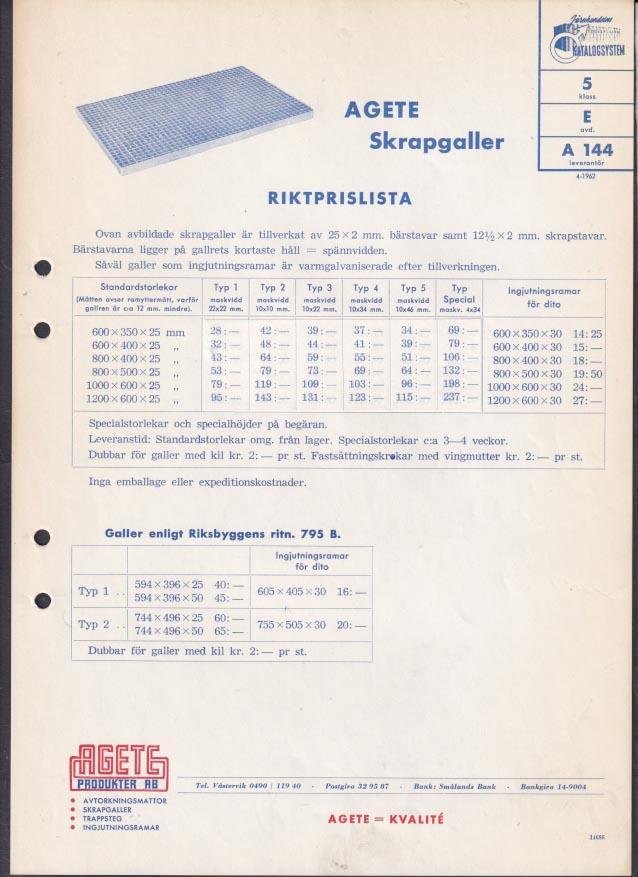 Järnhandelns
KATALOGSYSTEM
5
klass
E
avd.
A 144
leverantör
4-1962
AGETE
Skrapgaller
RIKTPRISLISTA
Ovan avbildade skrapgaller är tillverkat av 25×2 mm. bärstavar samt 12½×2 mm. skrapstavar.
Bärstavarna ligger på gallrets kortaste håll = spännvidden.
Såväl galler som ingjutningsramar är varmgalvaniserade efter tillverkningen.
Standardstorlekar Typ 1 Typ 2 Typ 3 Typ 4 Typ 5 Typ Ingjutningsramar
(Måtten avser ramyttermått, varför maskvidd maskvidd maskvidd maskvidd maskvidd Special för dito
gallren är c:a 12 mm. mindre). 22x22 mm. 10x10 mm. 10x22 mm. 10x34 mm. 10x46 mm. maskv. 4x34
600×350×25 mm 28:— 42:— 39:— 37:— 34:— 69:— 600×350×30 14:25
600×400×25 „ 32:— 48:— 44:— 41:— 39:— 79:— 600×400×30 15:—
800×400×25 „ 43:— 64:— 59:— 55:— 51:— 106:— 800×400×30 18:—
800×500×25 „ 53:— 79:— 73:— 69:— 64:— 132:— 800×500×30 19:50
1000×600×25 „ 79:— 119:— 109:— 103:— 96:— 198:— 1000×600×30 24:—
1200×600×25 „ 95:— 143:— 131:— 123:— 115:— 237:— 1200×600×30 27:—
Specialstorlekar och specialhöjder på begäran.
Leveranstid: Standardstorlekar omg. från lager. Specialstorlekar c:a 3—4 veckor.
Dubbar för galler med kil kr. 2:— pr st. Fastsättningskrokar med vingmutter kr. 2:— pr st.
Inga emballage eller expeditionskostnader.
Galler enligt Riksbyggens ritn. 795 B.
Ingjutningsramar
för dito
Typ 1 .. 594×396×25 40:— 605×405×30 16:—
594×396×50 45:—
Typ 2 .. 744×496×25 60:— 755×505×30 20:—
744×496×50 65:—
Dubbar för galler med kil kr. 2:— pr st.
AGETE
PRODUKTER AB
Tel. Västervik 0490 | 119 40 · Postgiro 32 95 87 · Bank: Smålands Bank · Bankgiro 14-9004
• AVTORKNINGSMATTOR
• SKRAPGALLER
• TRAPPSTEG
• INGJUTNINGSRAMAR
AGETE = KVALITÉ